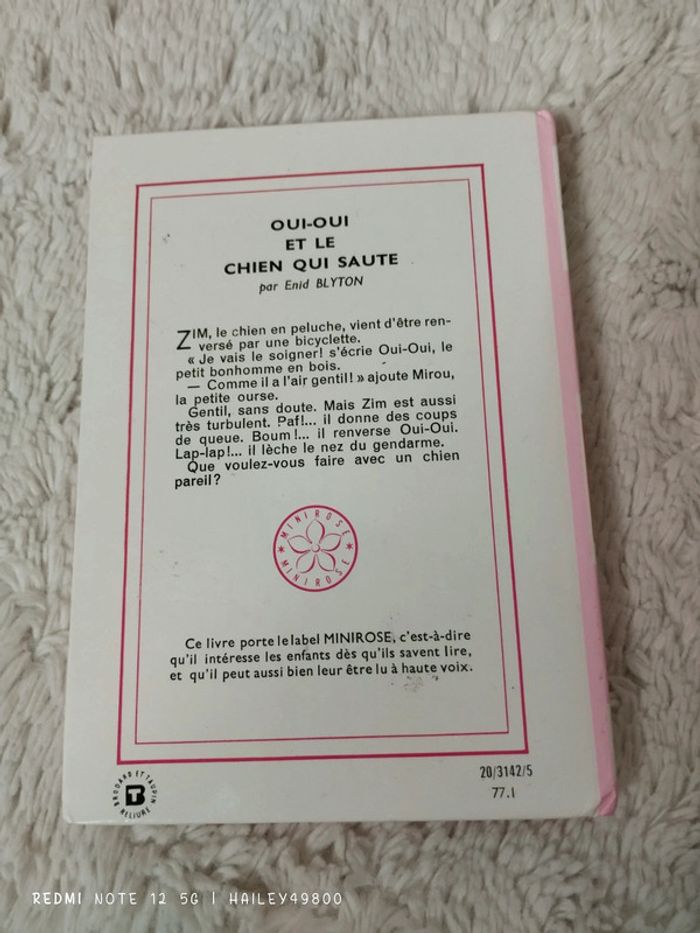 OUI-OUI
ET LE
CHIEN QUI SAUTE
par Enid BLYTON
ZIM, le chien en peluche, vient d'être ren-
versé par une bicyclette.
« Je vais le soigner! s'écrie Oui-Oui, le
petit bonhomme en bois.
— Comme il a l'air gentil! » ajoute Mirou,
la petite ourse.
Gentil, sans doute. Mais Zim est aussi
très turbulent. Paf!... il donne des coups
de queue. Boum!... il renverse Oui-Oui.
Lap-lap!... il lèche le nez du gendarme.
Que voulez-vous faire avec un chien
pareil?
MINIROSE
MINIROSE
Ce livre porte le label MINIROSE, c'est-à-dire
qu'il intéresse les enfants dès qu'ils savent lire,
et qu'il peut aussi bien leur être lu à haute voix.
BRODARD ET TAUPIN
RELIURE
20/3142/5
77.I
REDMI NOTE 12 5G | HAILEY49800